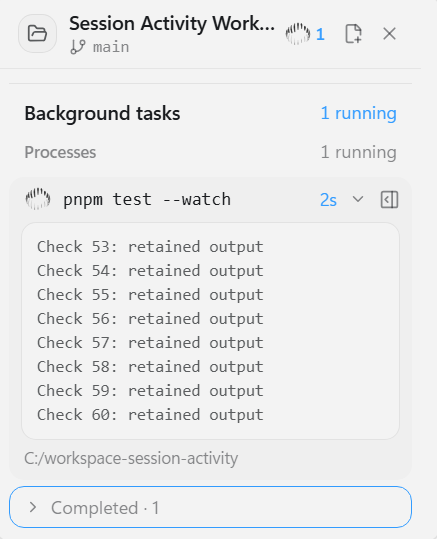 Session Activity Work...
1
main
Background tasks
1 running
Processes
1 running
pnpm test --watch
2s
Check 53: retained output
Check 54: retained output
Check 55: retained output
Check 56: retained output
Check 57: retained output
Check 58: retained output
Check 59: retained output
Check 60: retained output
C:/workspace-session-activity
Completed · 1